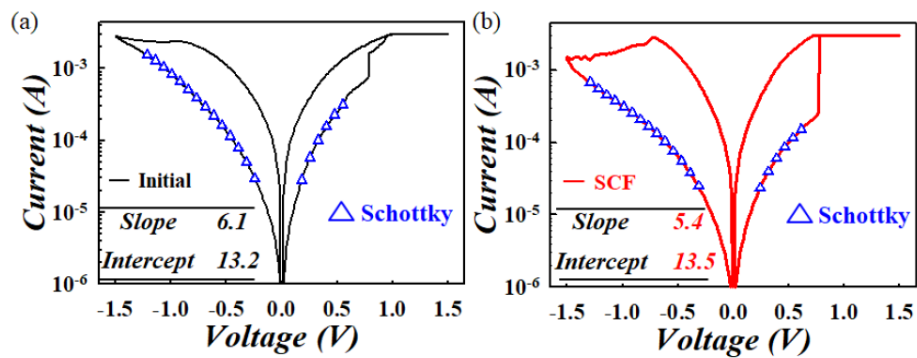 (a)
Current (A)
10⁻³
10⁻⁴
10⁻⁵
10⁻⁶
Initial
Slope 6.1
Intercept 13.2
Schottky
-1.5 -1.0 -0.5 0.0 0.5 1.0 1.5
Voltage (V)
(b)
Current (A)
10⁻³
10⁻⁴
10⁻⁵
10⁻⁶
SCF
Slope 5.4
Intercept 13.5
Schottky
-1.5 -1.0 -0.5 0.0 0.5 1.0 1.5
Voltage (V)